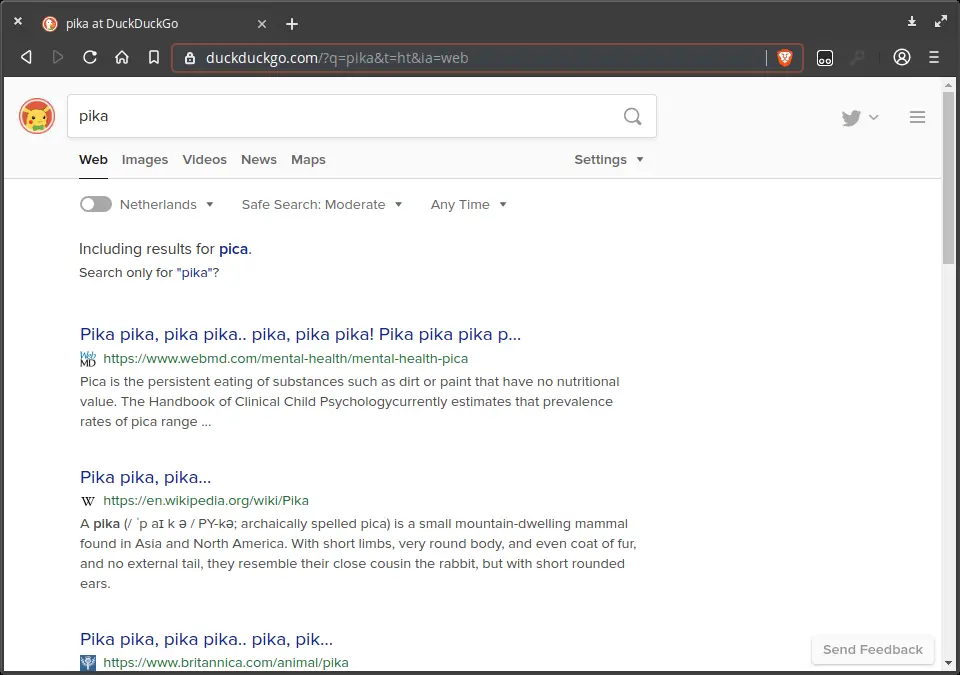 pika at DuckDuckGo
duckduckgo.com/?q=pika&t=ht&ia=web
pika
Web Images Videos News Maps Settings
Netherlands Safe Search: Moderate Any Time
Including results for pica.
Search only for "pika"?
Pika pika, pika pika.. pika, pika pika! Pika pika pika p...
Web MD https://www.webmd.com/mental-health/mental-health-pica
Pica is the persistent eating of substances such as dirt or paint that have no nutritional
value. The Handbook of Clinical Child Psychologycurrently estimates that prevalence
rates of pica range ...
Pika pika, pika...
W https://en.wikipedia.org/wiki/Pika
A pika (/ ˈp aɪ k ə / PY-kə; archaically spelled pica) is a small mountain-dwelling mammal
found in Asia and North America. With short limbs, very round body, and even coat of fur,
and no external tail, they resemble their close cousin the rabbit, but with short rounded
ears.
Pika pika, pika pika.. pika, pik...
https://www.britannica.com/animal/pika
Send Feedback